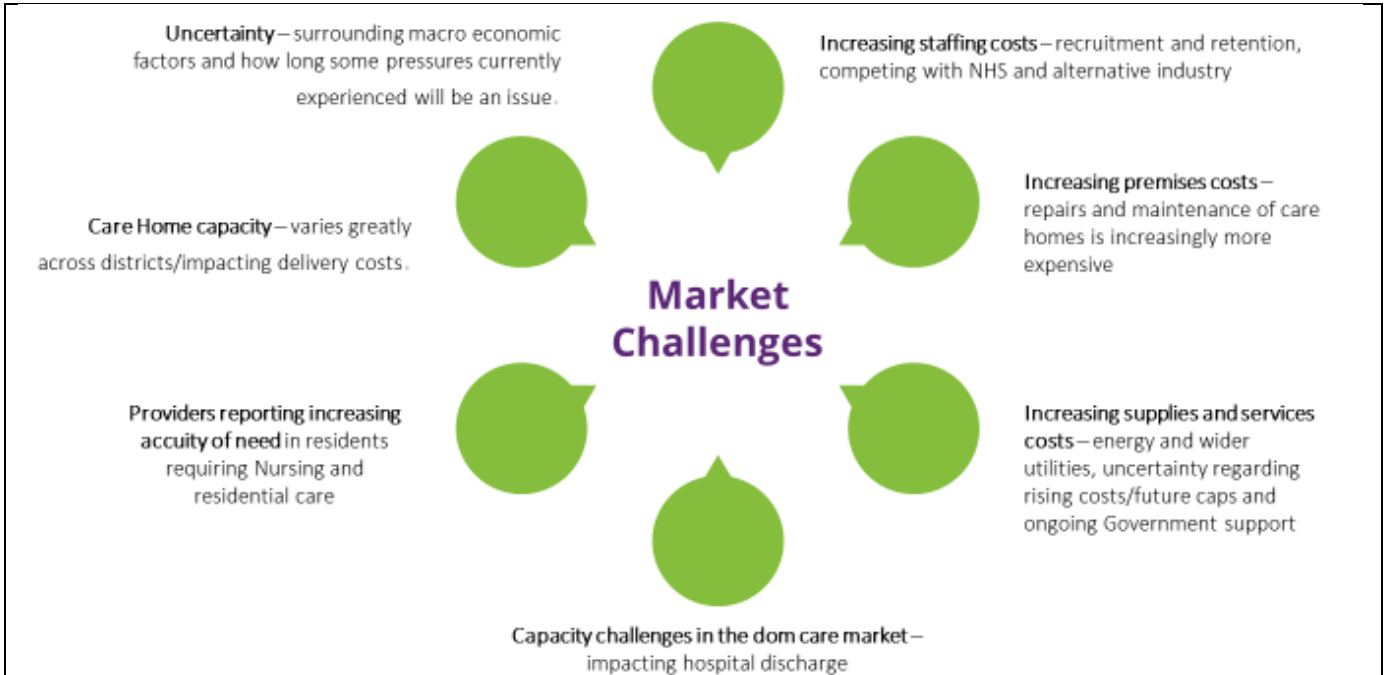 Uncertainty – surrounding macro economic
factors and how long some pressures currently
experienced will be an issue.
Increasing staffing costs – recruitment and retention,
competing with NHS and alternative industry
Increasing premises costs –
repairs and maintenance of care
homes is increasingly more
expensive
Care Home capacity – varies greatly
across districts/impacting delivery costs.
Market
Challenges
Providers reporting increasing
accuity of need in residents
requiring Nursing and
residential care
Increasing supplies and services
costs – energy and wider
utilities, uncertainty regarding
rising costs/future caps and
ongoing Government support
Capacity challenges in the dom care market –
impacting hospital discharge